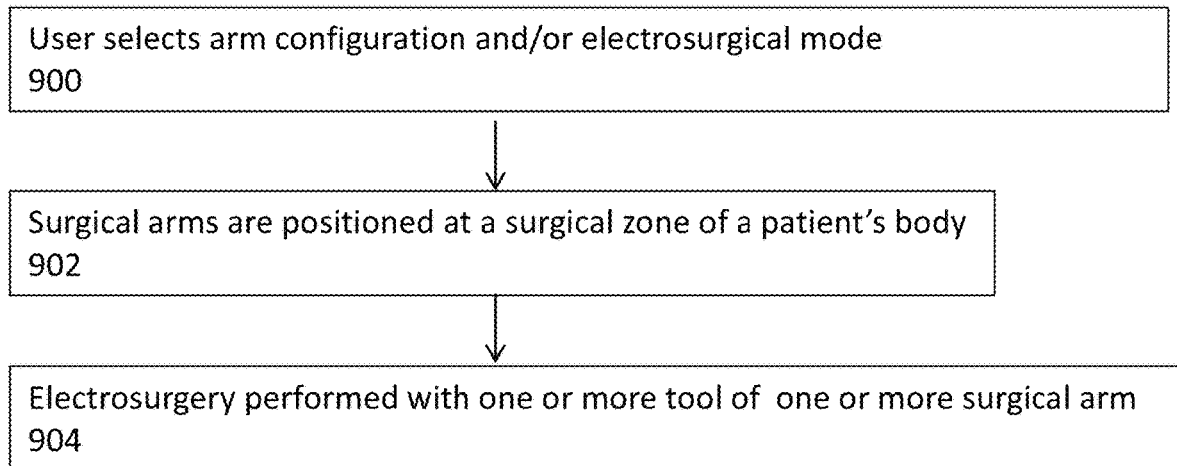 User selects arm configuration and/or electrosurgical mode
900
Surgical arms are positioned at a surgical zone of a patient's body
902
Electrosurgery performed with one or more tool of one or more surgical arm
904